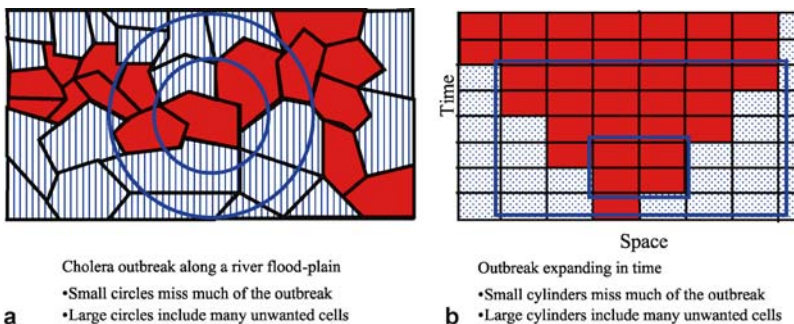 Time
Space
Cholera outbreak along a river flood-plain
•Small circles miss much of the outbreak
•Large circles include many unwanted cells
a
Outbreak expanding in time
•Small cylinders miss much of the outbreak
•Large cylinders include many unwanted cells
b